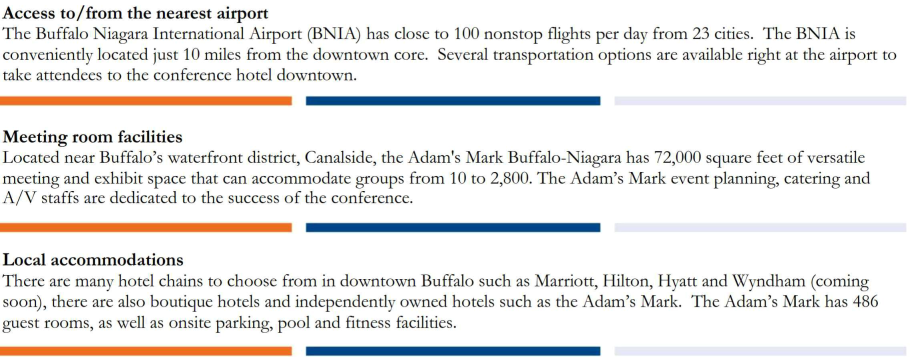 Access to/from the nearest airport
The Buffalo Niagara International Airport (BNIA) has close to 100 nonstop flights per day from 23 cities.  The BNIA is
conveniently located just 10 miles from the downtown core.  Several transportation options are available right at the airport to
take attendees to the conference hotel downtown.
Meeting room facilities
Located near Buffalo’s waterfront district, Canalside, the Adam's Mark Buffalo-Niagara has 72,000 square feet of versatile
meeting and exhibit space that can accommodate groups from 10 to 2,800. The Adam’s Mark event planning, catering and
A/V staffs are dedicated to the success of the conference.
Local accommodations
There are many hotel chains to choose from in downtown Buffalo such as Marriott, Hilton, Hyatt and Wyndham (coming
soon), there are also boutique hotels and independently owned hotels such as the Adam’s Mark.  The Adam’s Mark has 486
guest rooms, as well as onsite parking, pool and fitness facilities.